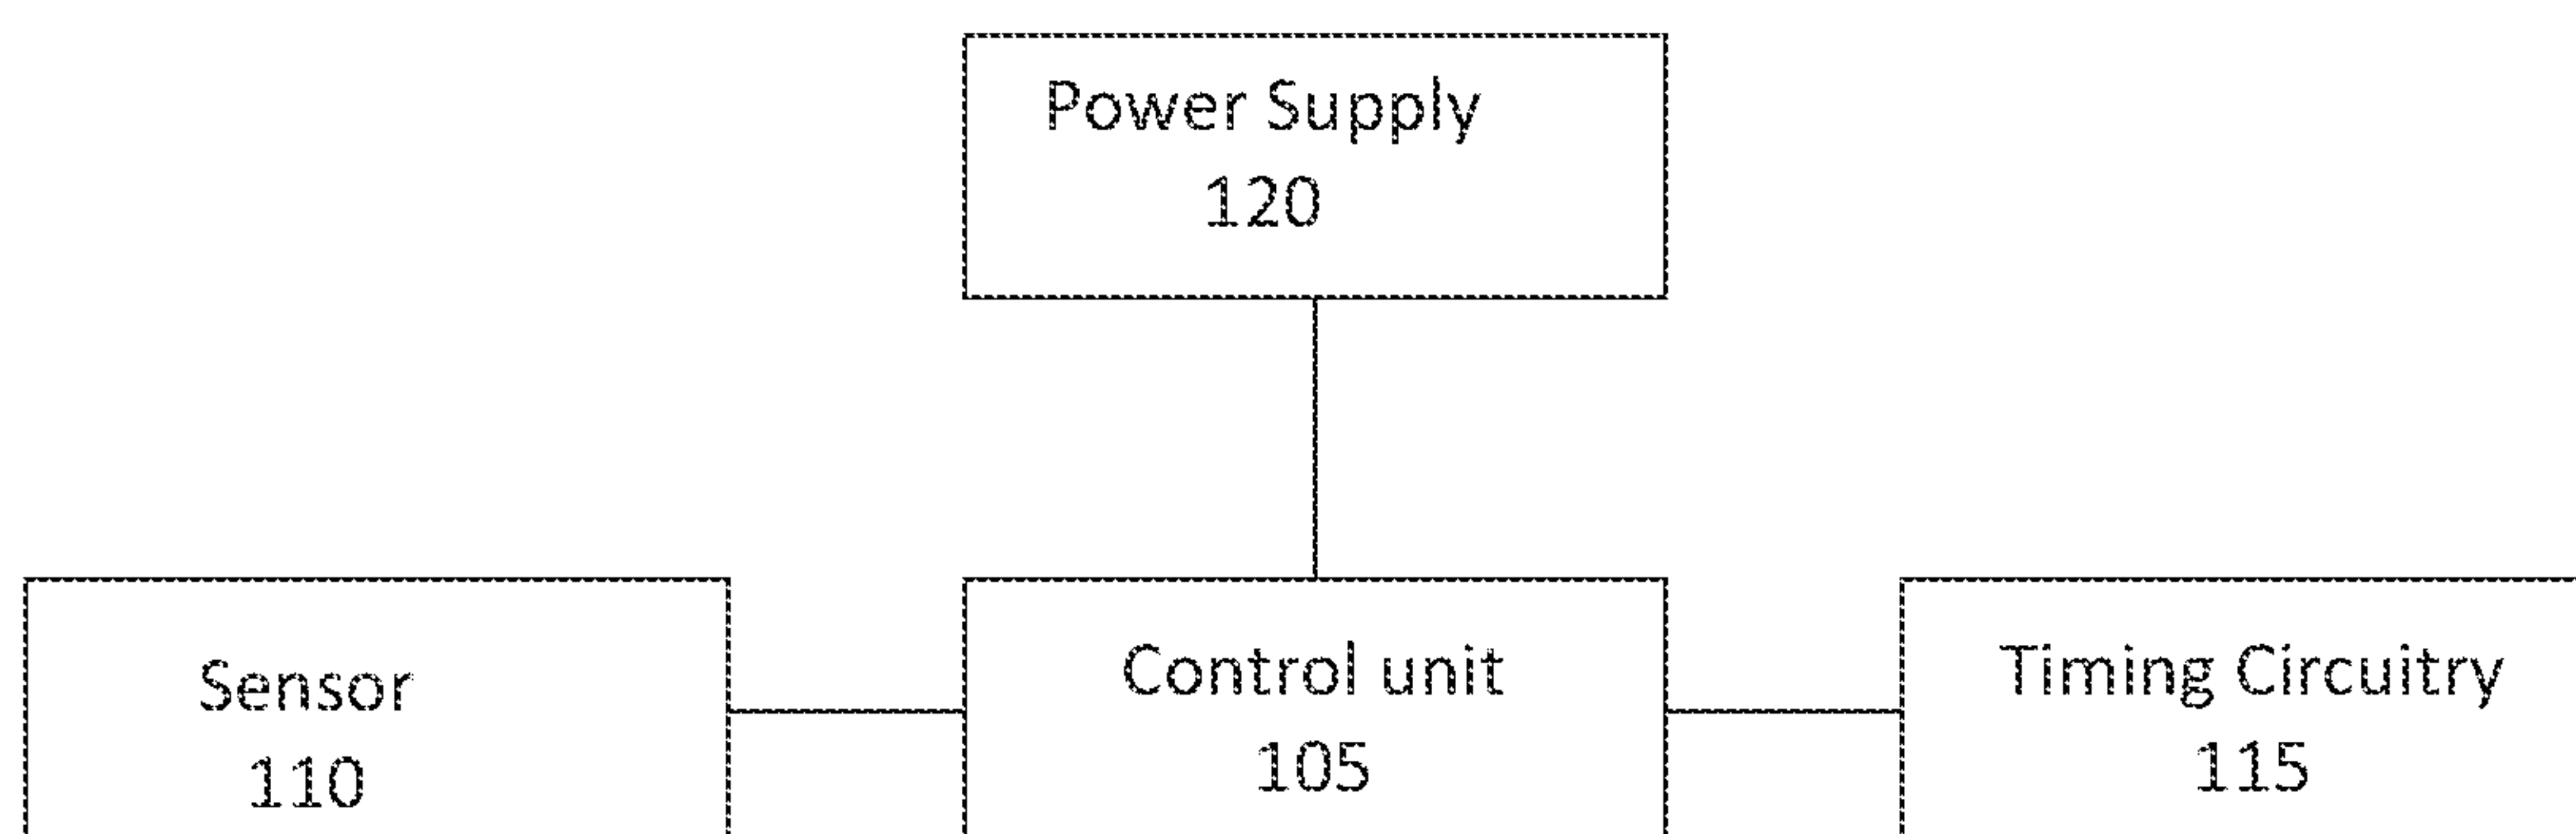 Power Supply
120
Sensor
110
Control unit
105
Timing Circuitry
115